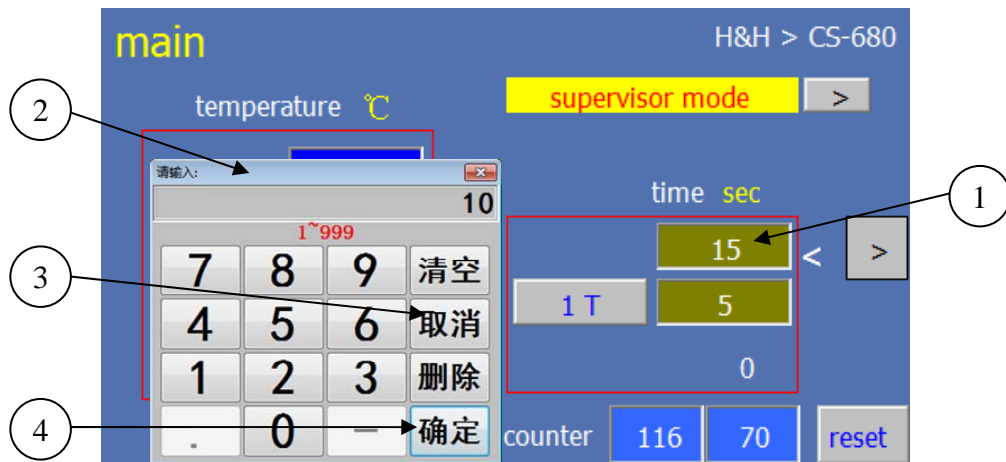 main
H&H > CS-680
supervisor mode
>
temperature ℃
请输入:
10
1~999
7 8 9 清空
4 5 6 取消
1 2 3 删除
. 0 — 确定
time sec
15
<
>
1 T
5
0
counter 116 70 reset
1
2
3
4